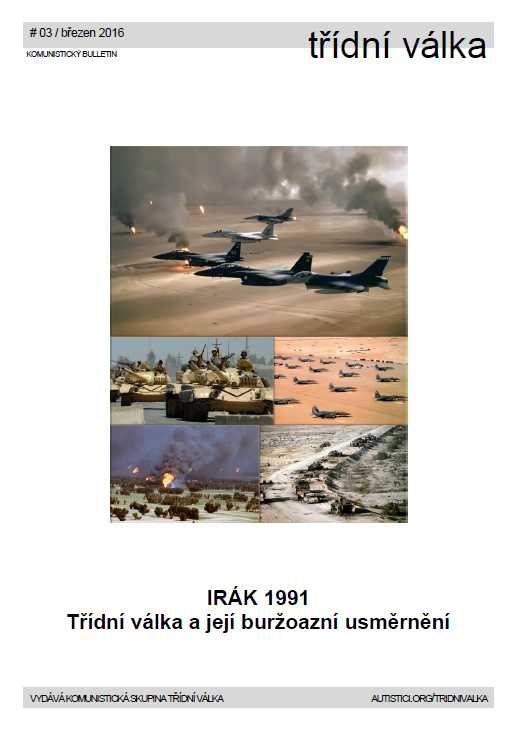 # 03 / březen 2016
KOMUNISTICKÝ BULLETIN
třídní válka
IRÁK 1991
Třídní válka a její buržoazní usměrnění
VYDÁVÁ KOMUNISTICKÁ SKUPINA TŘÍDNÍ VÁLKA
AUTISTICI.ORG/TRIDNIVALKA